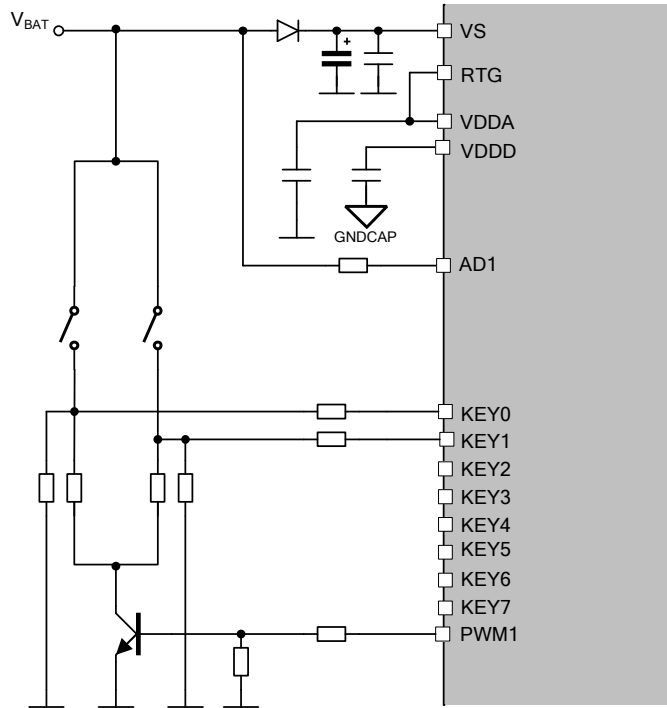 VBAT
+
VS
RTG
VDDA
VDDD
GNDCAP
AD1
KEY0
KEY1
KEY2
KEY3
KEY4
KEY5
KEY6
KEY7
PWM1